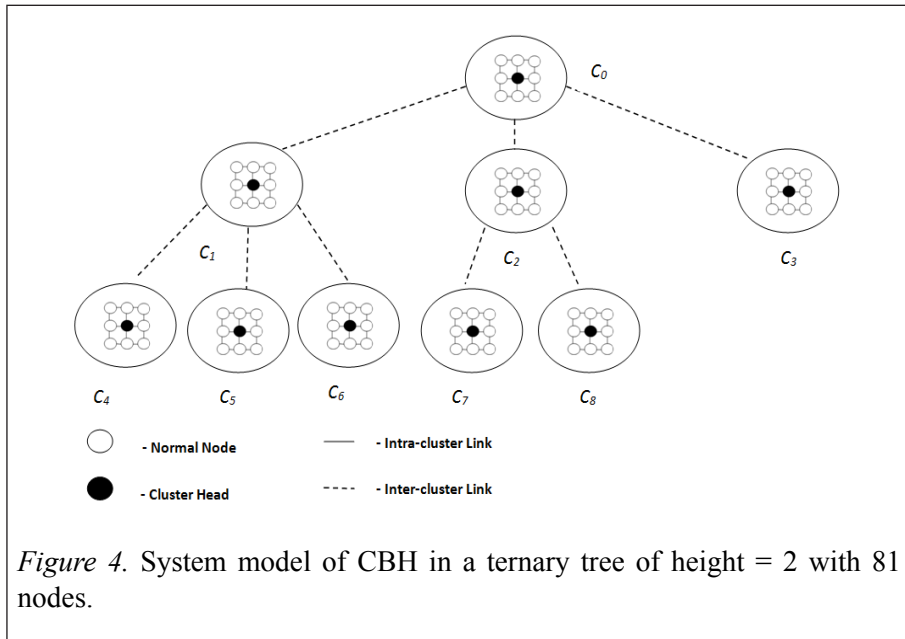 C0
C1
C2
C3
C4
C5
C6
C7
C8
- Normal Node
- Intra-cluster Link
- Cluster Head
- Inter-cluster Link
Figure 4. System model of CBH in a ternary tree of height = 2 with 81
nodes.